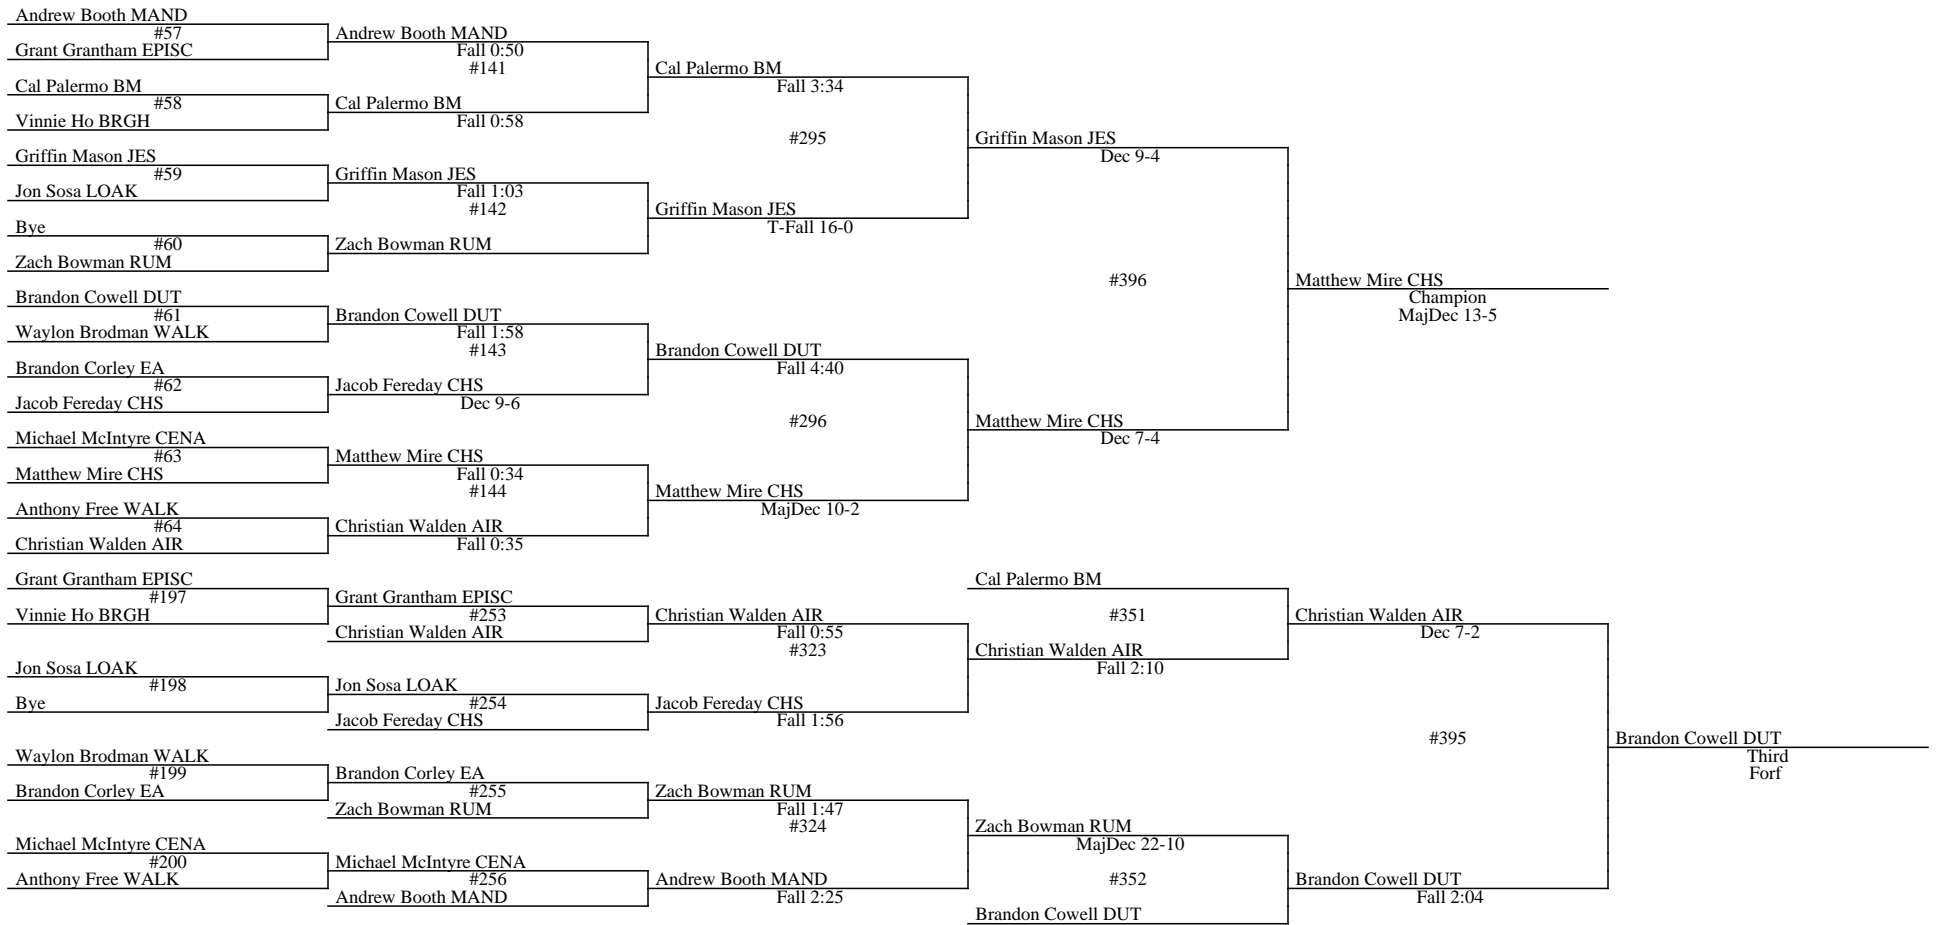 Andrew Booth MAND
#57
Grant Grantham EPISC
Andrew Booth MAND
Fall 0:50
#141
Cal Palermo BM
#58
Vinnie Ho BRGH
Cal Palermo BM
Fall 0:58
Cal Palermo BM
Fall 3:34
#295
Griffin Mason JES
#59
Jon Sosa LOAK
Griffin Mason JES
Fall 1:03
#142
Bye
#60
Zach Bowman RUM
Zach Bowman RUM
Griffin Mason JES
T-Fall 16-0
Griffin Mason JES
Dec 9-4
#396
Brandon Cowell DUT
#61
Waylon Brodman WALK
Brandon Cowell DUT
Fall 1:58
#143
Brandon Corley EA
#62
Jacob Fereday CHS
Jacob Fereday CHS
Dec 9-6
Brandon Cowell DUT
Fall 4:40
#296
Michael McIntyre CENA
#63
Matthew Mire CHS
Matthew Mire CHS
Fall 0:34
#144
Anthony Free WALK
#64
Christian Walden AIR
Christian Walden AIR
Fall 0:35
Matthew Mire CHS
MajDec 10-2
Matthew Mire CHS
Dec 7-4
Matthew Mire CHS
Champion
MajDec 13-5
Grant Grantham EPISC
#197
Vinnie Ho BRGH
Grant Grantham EPISC
#253
Christian Walden AIR
Christian Walden AIR
Fall 0:55
#323
Jon Sosa LOAK
#198
Bye
Jon Sosa LOAK
#254
Jacob Fereday CHS
Jacob Fereday CHS
Fall 1:56
Cal Palermo BM
#351
Christian Walden AIR
Fall 2:10
Christian Walden AIR
Dec 7-2
#395
Waylon Brodman WALK
#199
Brandon Corley EA
Brandon Corley EA
#255
Zach Bowman RUM
Zach Bowman RUM
Fall 1:47
#324
Michael McIntyre CENA
#200
Anthony Free WALK
Michael McIntyre CENA
#256
Andrew Booth MAND
Andrew Booth MAND
Fall 2:25
Zach Bowman RUM
MajDec 22-10
#352
Brandon Cowell DUT
Brandon Cowell DUT
Fall 2:04
Brandon Cowell DUT
Third
Forf